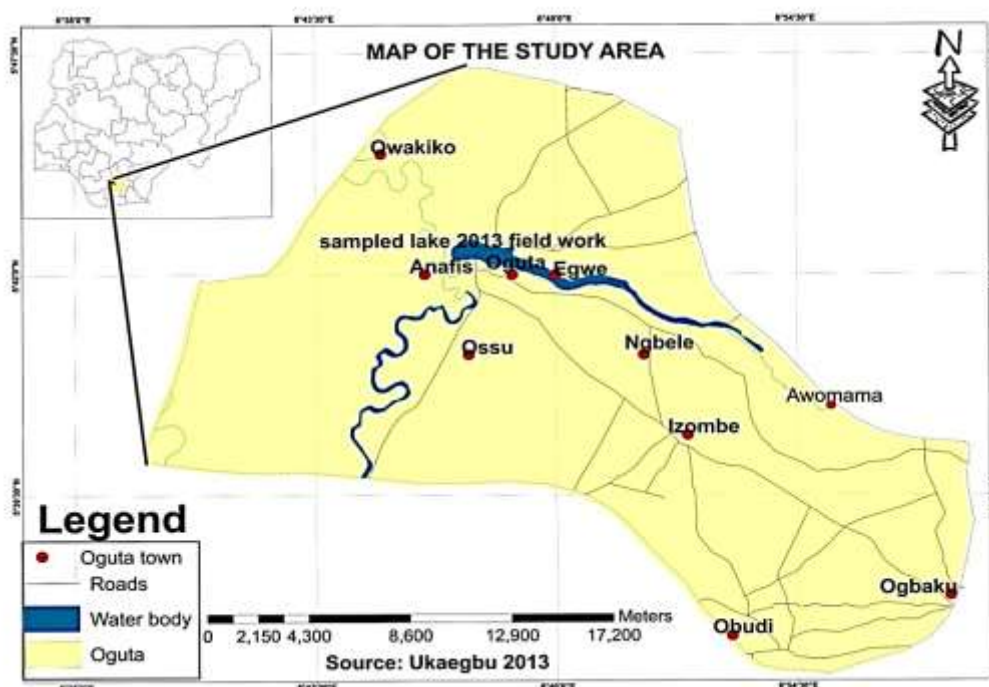 MAP OF THE STUDY AREA
N
Qwakiko
sampled lake 2013 field work
Anafis
Oguta
Egwe
Ossu
Ngbele
Awomama
Izombe
Ogbaku
Obudi
Legend
Oguta town
Roads
Water body
Oguta
Meters
0 2,150 4,300 8,600 12,900 17,200
Source: Ukaegbu 2013